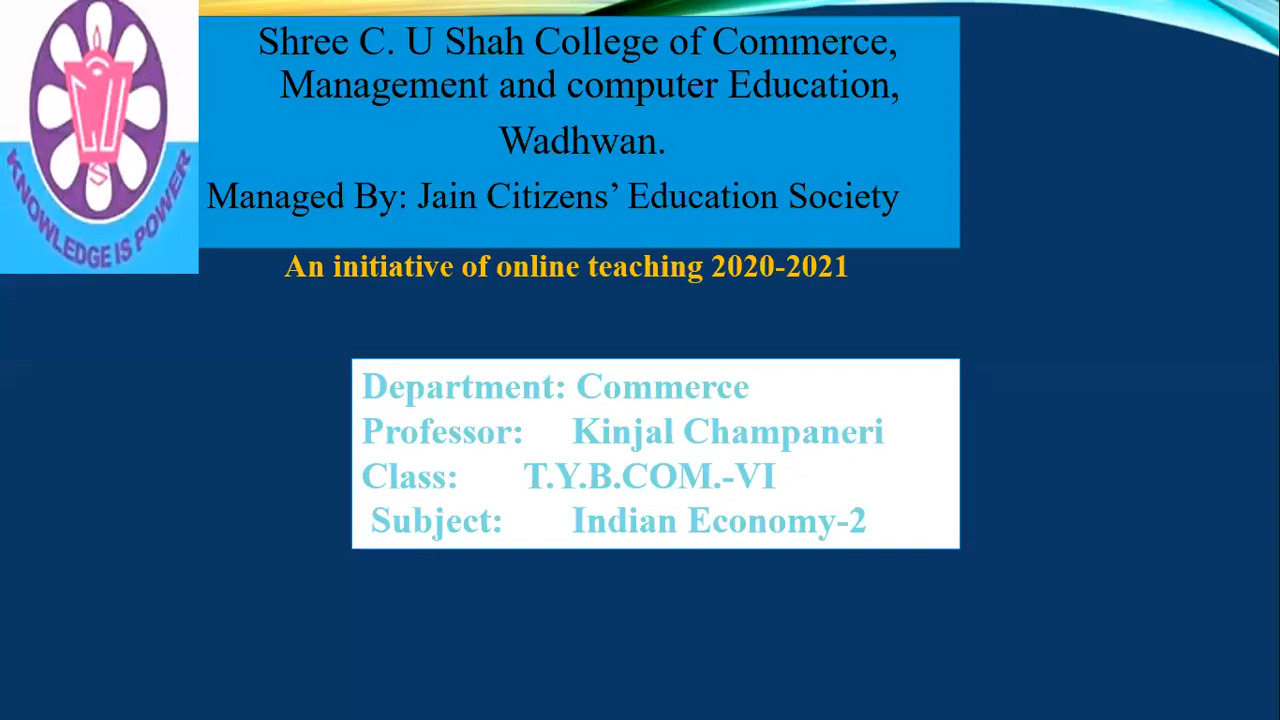 Shree C. U Shah College of Commerce,
Management and computer Education,
Wadhwan.
Managed By: Jain Citizens’ Education Society
KNOWLEDGE IS POWER
An initiative of online teaching 2020-2021
Department: Commerce
Professor: Kinjal Champaneri
Class: T.Y.B.COM.-VI
Subject: Indian Economy-2